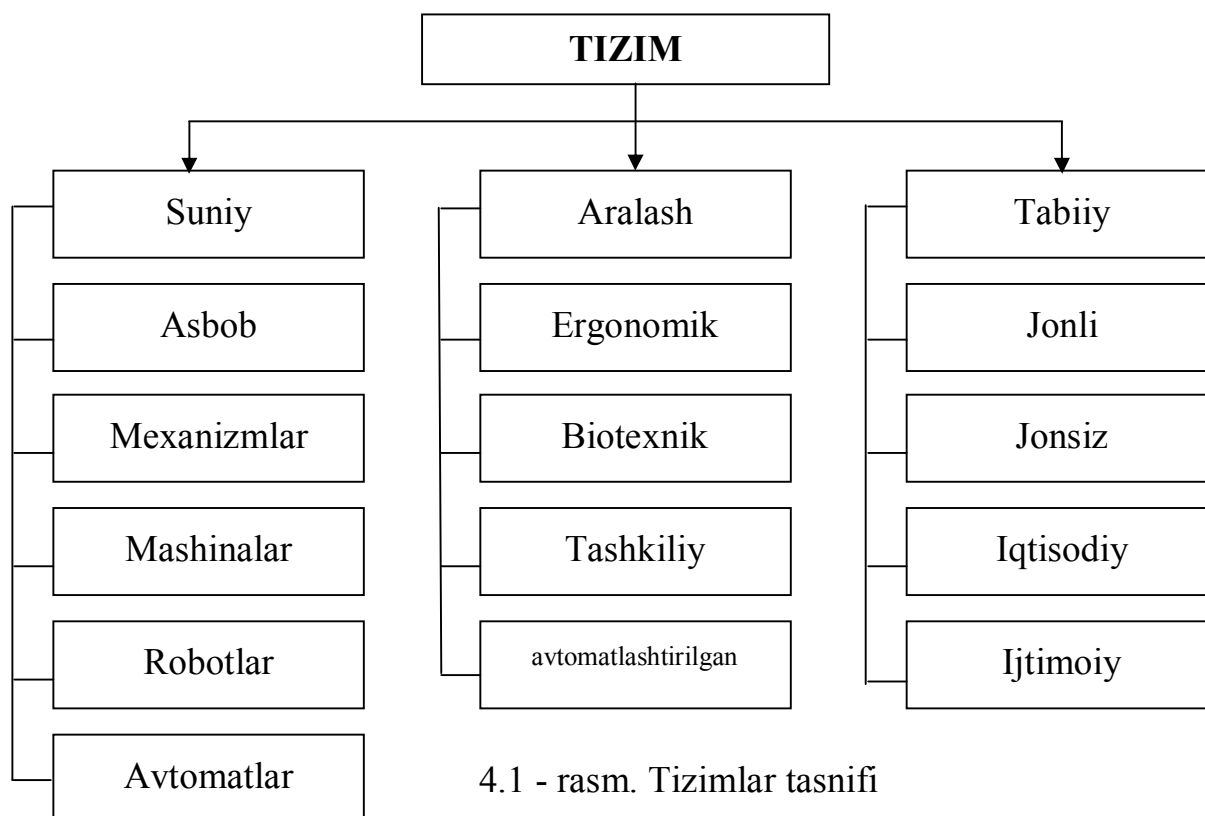 TIZIM
Suniy
Asbob
Mexanizmlar
Mashinalar
Robotlar
Avtomatlar
Aralash
Ergonomik
Biotexnik
Tashkiliy
avtomatlashtirilgan
Tabiiy
Jonli
Jonsiz
Iqtisodiy
Ijtimoiy
4.1 - rasm. Tizimlar tasnifi